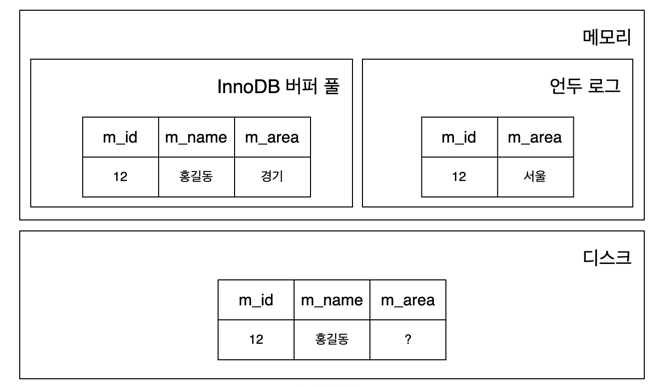 메모리
InnoDB 버퍼 풀
m_id m_name m_area
12 홍길동 경기
언두 로그
m_id m_area
12 서울
디스크
m_id m_name m_area
12 홍길동 ?